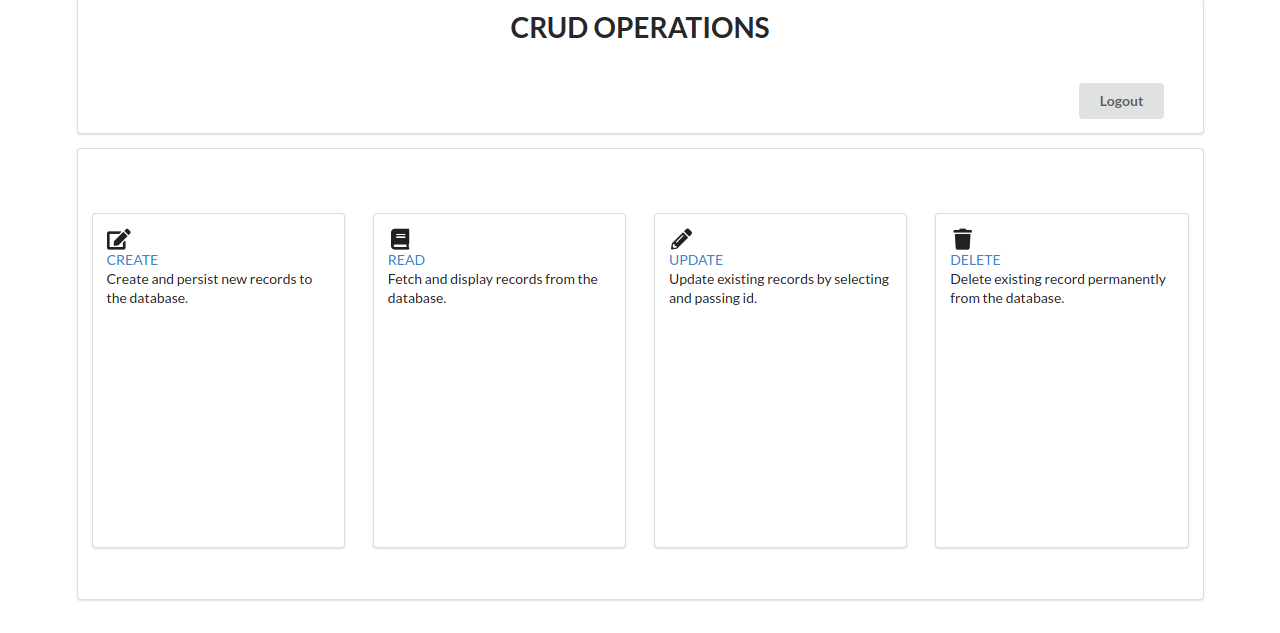 CRUD OPERATIONS
Logout
CREATE
Create and persist new records to
the database.
READ
Fetch and display records from the
database.
UPDATE
Update existing records by selecting
and passing id.
DELETE
Delete existing record permanently
from the database.